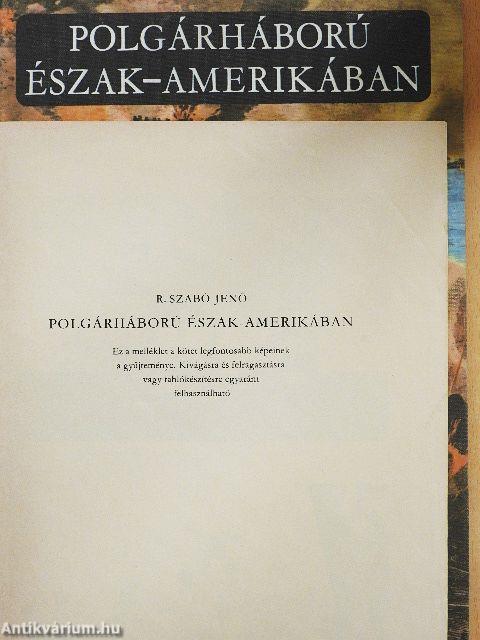 POLGÁRHÁBORÚ
ÉSZAK-AMERIKÁBAN
R. SZABÓ JENŐ
POLGÁRHÁBORÚ ÉSZAK-AMERIKÁBAN
Ez a melléklet a kötet legfontosabb képeinek
a gyűjteménye. Kivágásra és felragasztásra
vagy tablókészítésre egyaránt
felhasználható
Antikvárium.hu